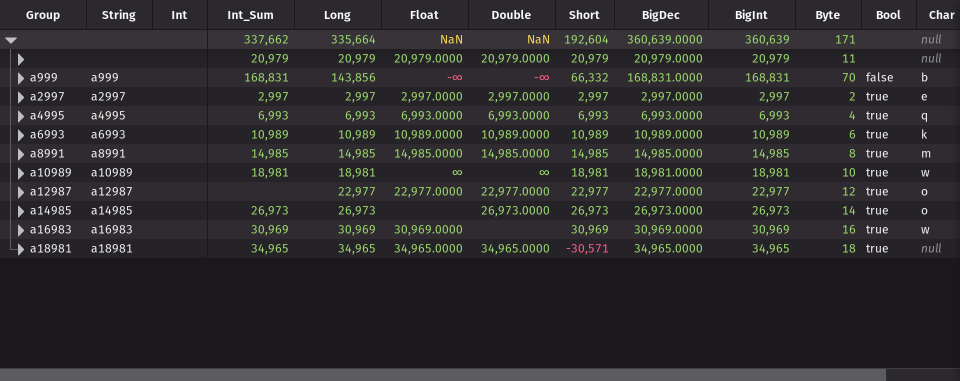 Group String Int Int_Sum Long Float Double Short BigDec BigInt Byte Bool Char
337,662 335,664 NaN NaN 192,604 360,639.0000 360,639 171 null
20,979 20,979 20,979.0000 20,979.0000 20,979 20,979.0000 20,979 11 null
a999 a999 168,831 143,856 -∞ -∞ 66,332 168,831.0000 168,831 70 false b
a2997 a2997 2,997 2,997 2,997.0000 2,997.0000 2,997 2,997.0000 2,997 2 true e
a4995 a4995 6,993 6,993 6,993.0000 6,993.0000 6,993 6,993.0000 6,993 4 true q
a6993 a6993 10,989 10,989 10,989.0000 10,989.0000 10,989 10,989.0000 10,989 6 true k
a8991 a8991 14,985 14,985 14,985.0000 14,985.0000 14,985 14,985.0000 14,985 8 true m
a10989 a10989 18,981 18,981 ∞ ∞ 18,981 18,981.0000 18,981 10 true w
a12987 a12987 22,977 22,977.0000 22,977.0000 22,977 22,977.0000 22,977 12 true o
a14985 a14985 26,973 26,973 26,973.0000 26,973 26,973.0000 26,973 14 true o
a16983 a16983 30,969 30,969 30,969.0000 30,969 30,969.0000 30,969 16 true w
a18981 a18981 34,965 34,965 34,965.0000 34,965.0000 -30,571 34,965.0000 34,965 18 true null